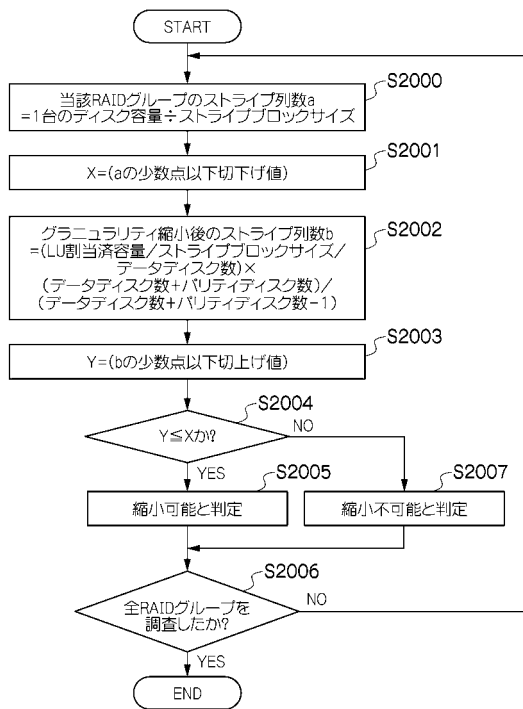 START
S2000
当該RAIDグループのストライプ列数a
=1台のディスク容量÷ストライプブロックサイズ
S2001
X=(aの少数点以下切下げ値)
S2002
グラニュラリティ縮小後のストライプ列数b
=(LU割当済容量/ストライプブロックサイズ/
データディスク数)×
(データディスク数+パリティディスク数)/
(データディスク数+パリティディスク数-1)
S2003
Y=(bの少数点以下切上げ値)
S2004
Y≦Xか?
NO
YES
S2005
縮小可能と判定
S2007
縮小不可能と判定
S2006
全RAIDグループを
調査したか?
NO
YES
END